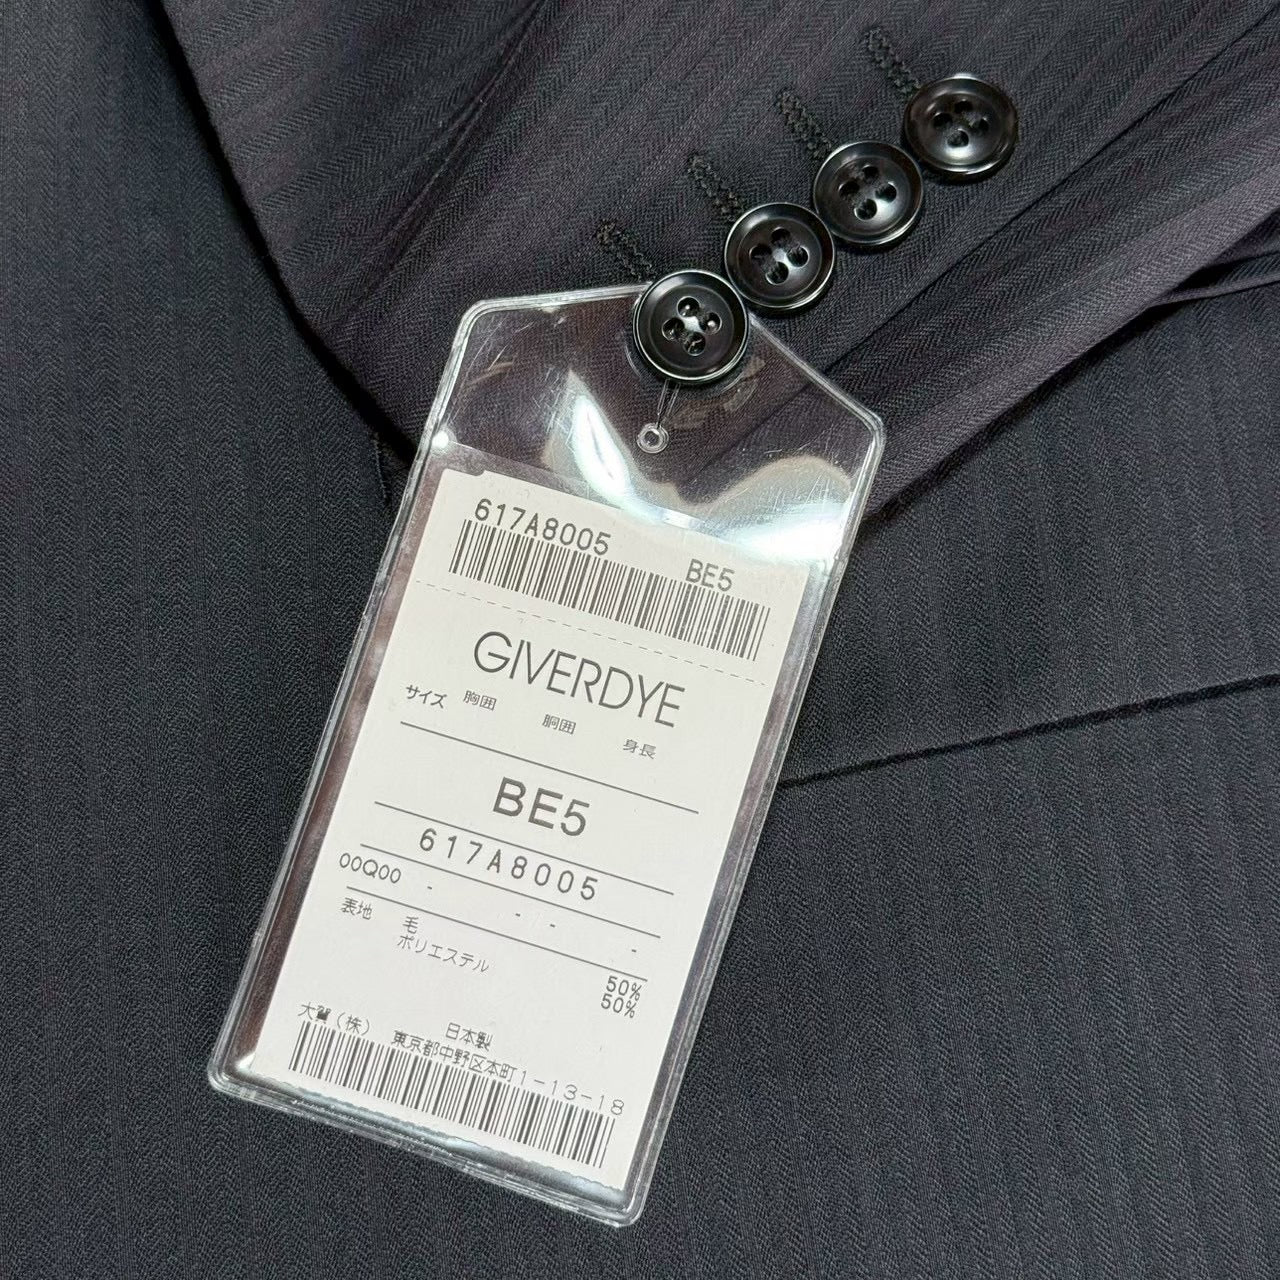 617A8005
BE5
GIVERDYE
サイズ 胸囲 胴囲 身長
BE5
617A8005
00Q00 - - - -
表地 毛 50%
ポリエステル 50%
日本製
大賀（株） 東京都中野区本町1-13-18